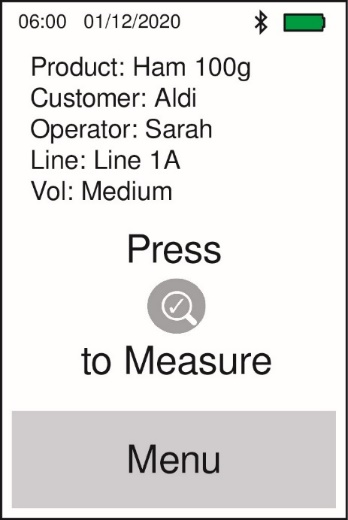 06:00 01/12/2020
Product: Ham 100g
Customer: Aldi
Operator: Sarah
Line: Line 1A
Vol: Medium
Press
to Measure
Menu